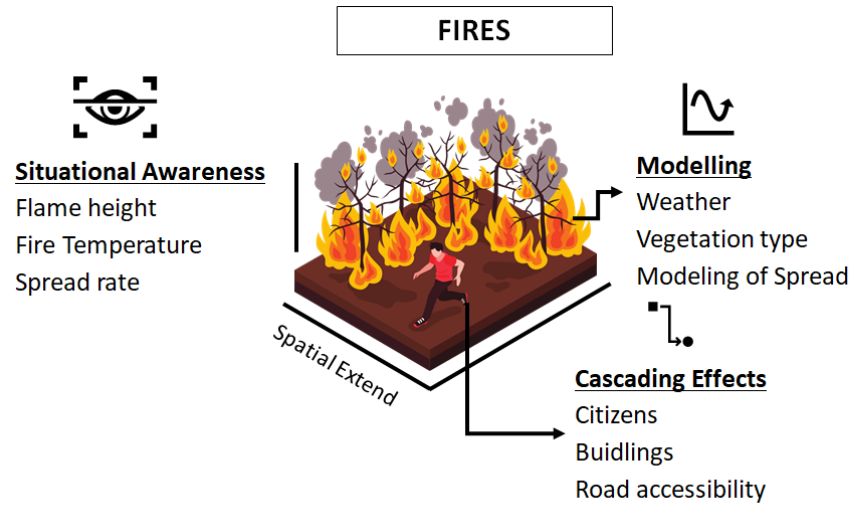 FIRES
Situational Awareness
Flame height
Fire Temperature
Spread rate
Modelling
Weather
Vegetation type
Modeling of Spread
Spatial Extend
Cascading Effects
Citizens
Buidlings
Road accessibility